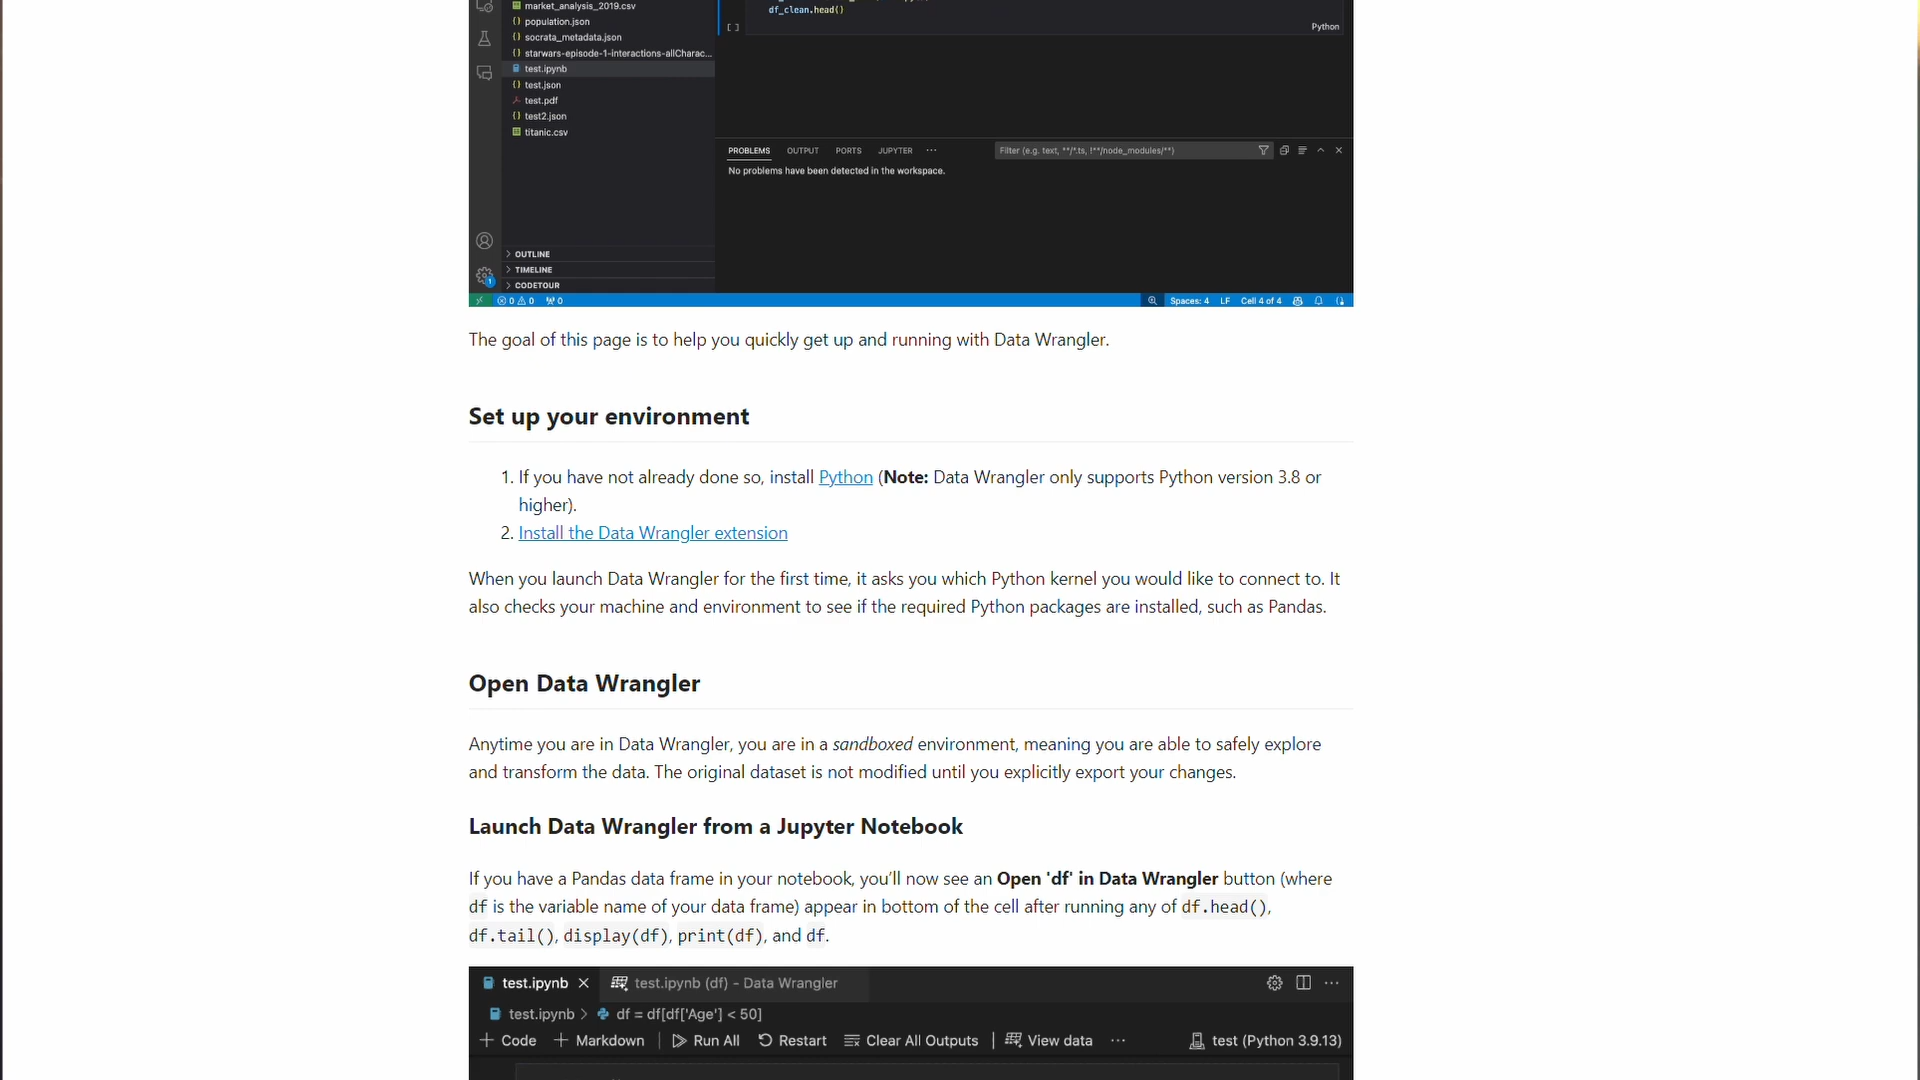 market_analysis_2019.csv
df_clean.head()
population.json
[ ]
Python
socrata_metadata.json
starwars-episode-1-interactions-allCharac...
test.ipynb
test.json
test.pdf
test2.json
titanic.csv
PROBLEMS OUTPUT PORTS JUPYTER ··· Filter (e.g. text, **/*.ts, !**/node_modules/**)
No problems have been detected in the workspace.
OUTLINE
TIMELINE
1
CODETOUR
0 0 0 Spaces: 4 LF Cell 4 of 4
The goal of this page is to help you quickly get up and running with Data Wrangler.
Set up your environment
1. If you have not already done so, install Python (Note: Data Wrangler only supports Python version 3.8 or
higher).
2. Install the Data Wrangler extension
When you launch Data Wrangler for the first time, it asks you which Python kernel you would like to connect to. It
also checks your machine and environment to see if the required Python packages are installed, such as Pandas.
Open Data Wrangler
Anytime you are in Data Wrangler, you are in a sandboxed environment, meaning you are able to safely explore
and transform the data. The original dataset is not modified until you explicitly export your changes.
Launch Data Wrangler from a Jupyter Notebook
If you have a Pandas data frame in your notebook, you'll now see an Open 'df' in Data Wrangler button (where
df is the variable name of your data frame) appear in bottom of the cell after running any of df.head(),
df.tail(), display(df), print(df), and df.
test.ipynb test.ipynb (df) - Data Wrangler ···
test.ipynb > df = df[df['Age'] < 50]
+ Code + Markdown Run All Restart Clear All Outputs View data ··· test (Python 3.9.13)